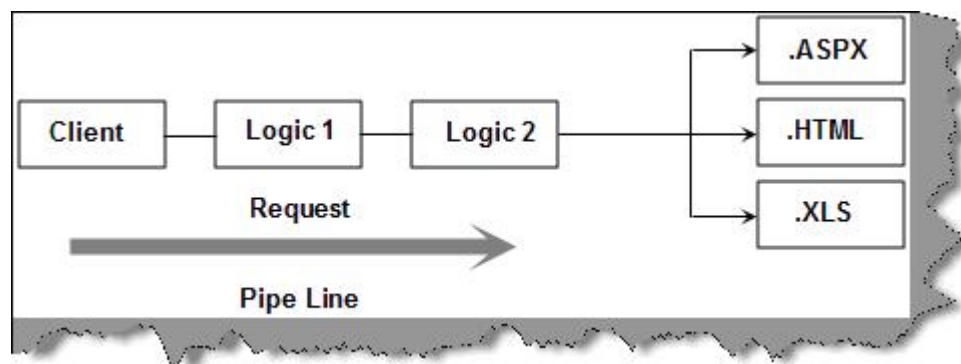 .ASPX
Client
Logic 1
Logic 2
.HTML
.XLS
Request
Pipe Line